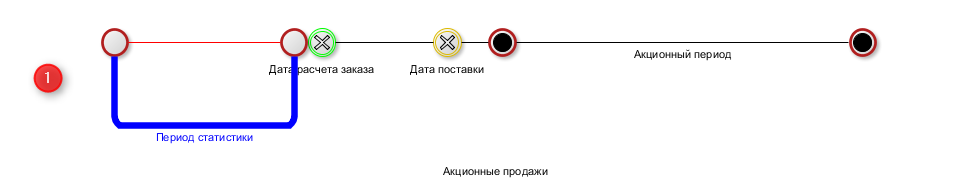 1
Дата расчета заказа
Дата поставки
Акционный период
Период статистики
Акционные продажи